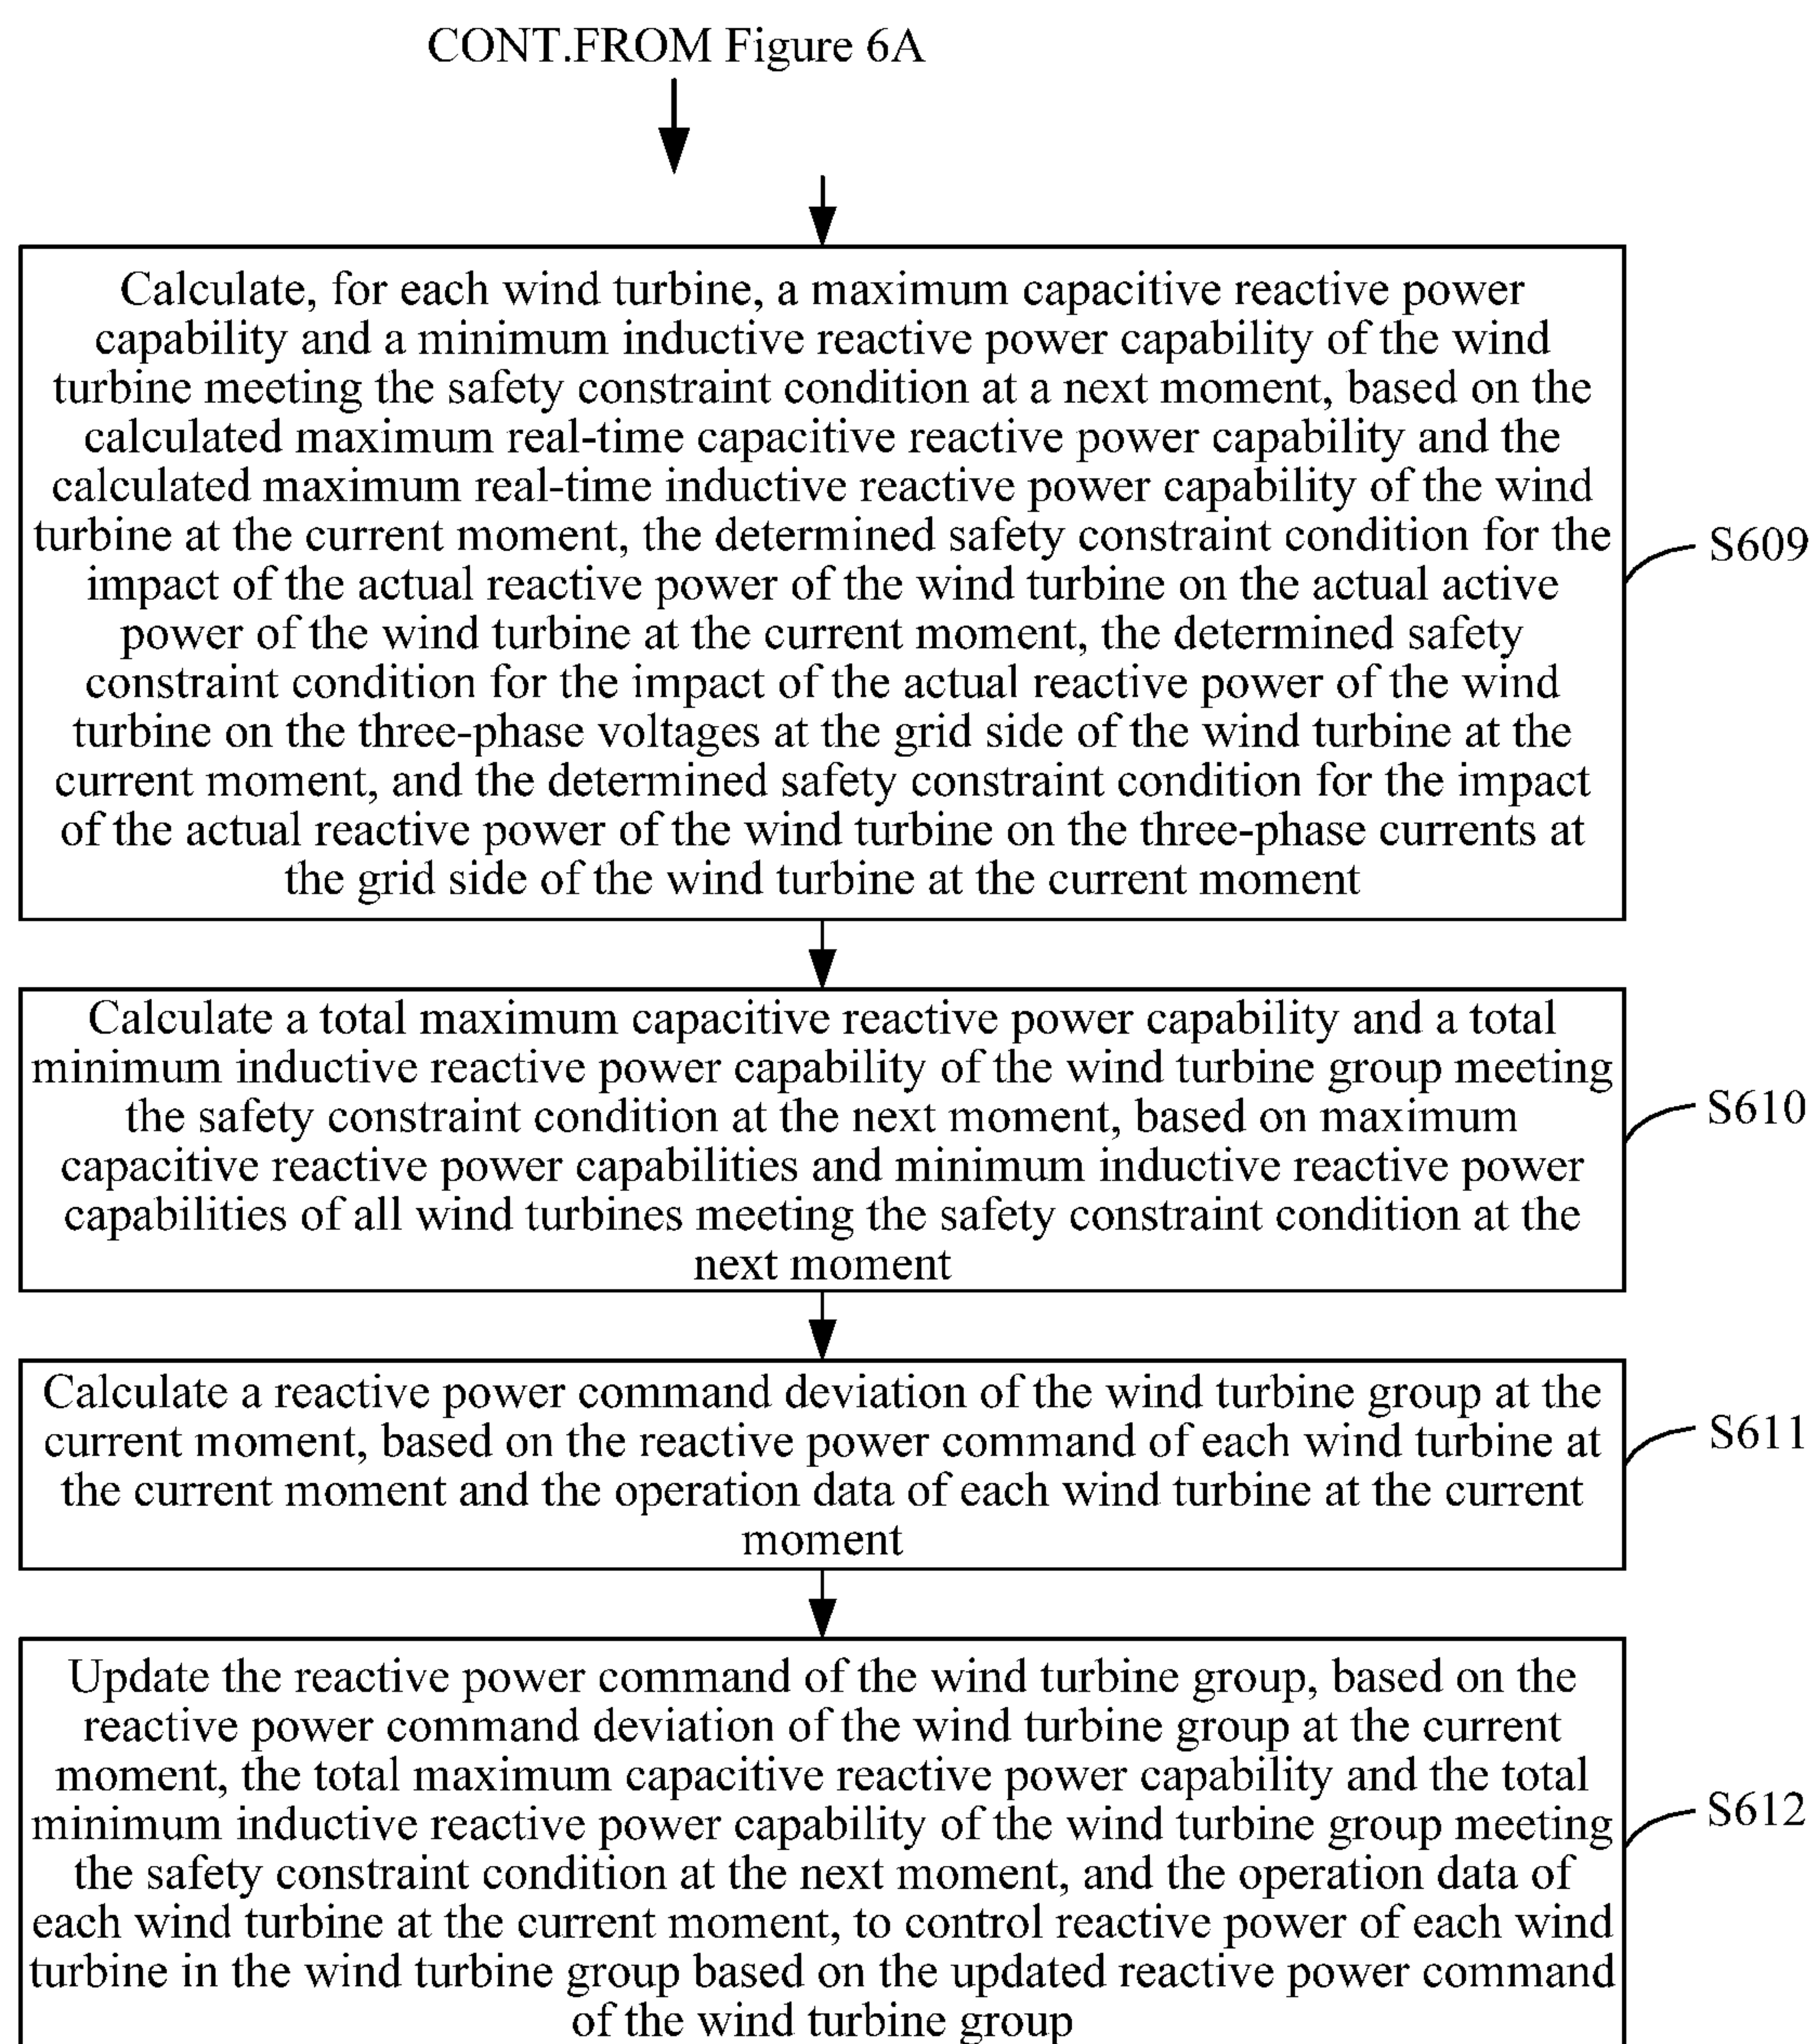 CONT.FROM Figure 6A
Calculate, for each wind turbine, a maximum capacitive reactive power
capability and a minimum inductive reactive power capability of the wind
turbine meeting the safety constraint condition at a next moment, based on the
calculated maximum real-time capacitive reactive power capability and the
calculated maximum real-time inductive reactive power capability of the wind
turbine at the current moment, the determined safety constraint condition for the
impact of the actual reactive power of the wind turbine on the actual active
power of the wind turbine at the current moment, the determined safety
constraint condition for the impact of the actual reactive power of the wind
turbine on the three-phase voltages at the grid side of the wind turbine at the
current moment, and the determined safety constraint condition for the impact
of the actual reactive power of the wind turbine on the three-phase currents at
the grid side of the wind turbine at the current moment
S609
Calculate a total maximum capacitive reactive power capability and a total
minimum inductive reactive power capability of the wind turbine group meeting
the safety constraint condition at the next moment, based on maximum
capacitive reactive power capabilities and minimum inductive reactive power
capabilities of all wind turbines meeting the safety constraint condition at the
next moment
S610
Calculate a reactive power command deviation of the wind turbine group at the
current moment, based on the reactive power command of each wind turbine at
the current moment and the operation data of each wind turbine at the current
moment
S611
Update the reactive power command of the wind turbine group, based on the
reactive power command deviation of the wind turbine group at the current
moment, the total maximum capacitive reactive power capability and the total
minimum inductive reactive power capability of the wind turbine group meeting
the safety constraint condition at the next moment, and the operation data of
each wind turbine at the current moment, to control reactive power of each wind
turbine in the wind turbine group based on the updated reactive power command
of the wind turbine group
S612